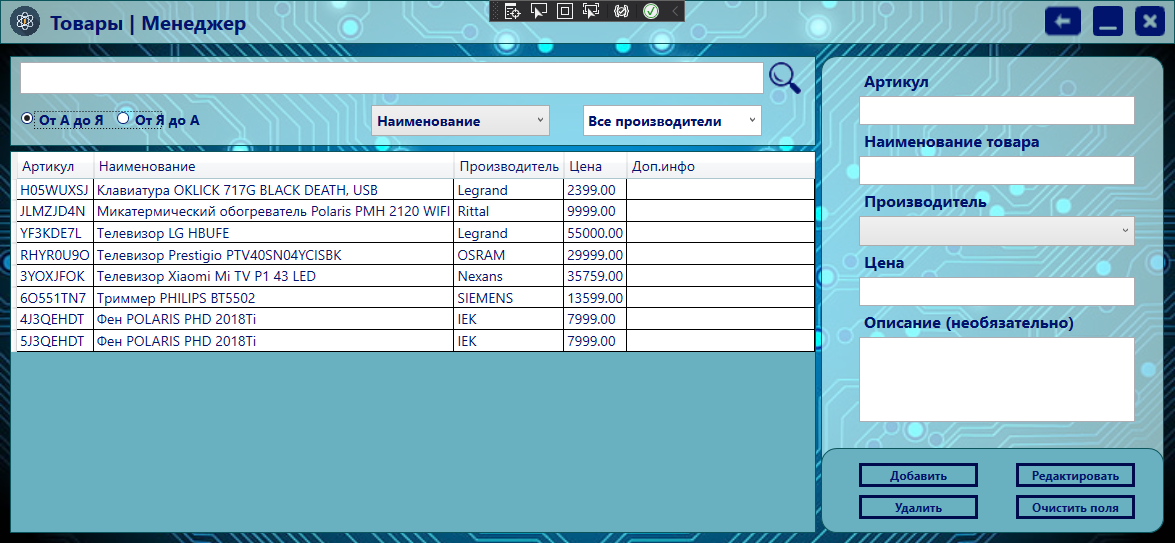 Товары | Менеджер
От А до Я От Я до А Наименование Все производители
Артикул Наименование Производитель Цена Доп.инфо
H05WUXSJ Клавиатура OKLICK 717G BLACK DEATH, USB Legrand 2399.00
JLMZJD4N Микатермический обогреватель Polaris PMH 2120 WIFI Rittal 9999.00
YF3KDE7L Телевизор LG HBUFE Legrand 55000.00
RHYR0U9O Телевизор Prestigio PTV40SN04YCISBK OSRAM 29999.00
3YOXJFOK Телевизор Xiaomi Mi TV P1 43 LED Nexans 35759.00
6O551TN7 Триммер PHILIPS BT5502 SIEMENS 13599.00
4J3QEHDT Фен POLARIS PHD 2018Ti IEK 7999.00
5J3QEHDT Фен POLARIS PHD 2018Ti IEK 7999.00
Артикул
Наименование товара
Производитель
Цена
Описание (необязательно)
Добавить Редактировать
Удалить Очистить поля